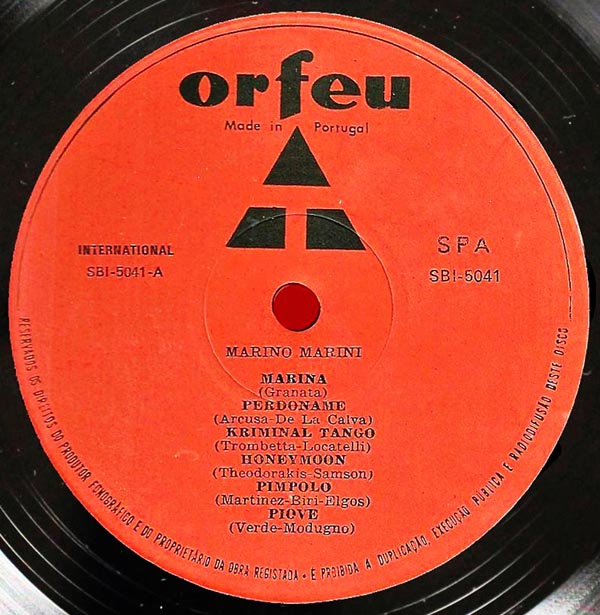 orfeu
Made in Portugal
INTERNATIONAL
SBI-5041-A
SPA
SBI-5041
MARINO MARINI
MARINA
(Granata)
PERDONAME
(Arcusa-De La Calva)
KRIMINAL TANGO
(Trombetta-Locatelli)
HONEYMOON
(Theodorakis-Samson)
PIMPOLO
(Martinez-Biri-Elgos)
PIOVE
(Verde-Modugno)
RESERVADOS OS DIREITOS DO PRODUTOR FONOGRÁFICO E DO PROPRIETÁRIO DA OBRA REGISTADA • É PROIBIDA A DUPLICAÇÃO, EXECUÇÃO PÚBLICA E RADIODIFUSÃO DESTE DISCO